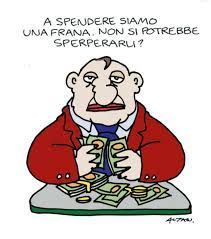 A SPENDERE SIAMO
UNA FRANA. NON SI POTREBBE
SPERPERARLI?
ALTAN.